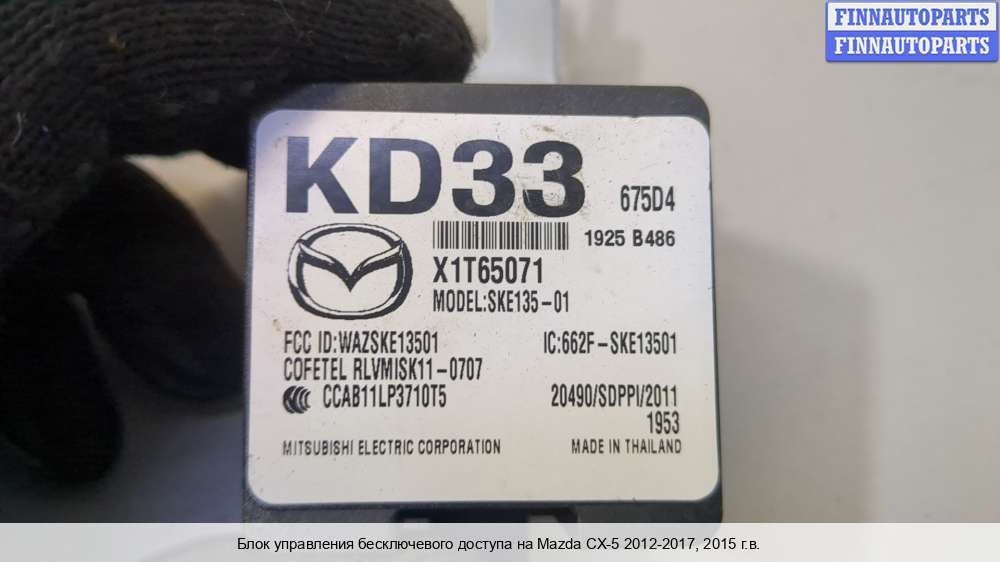 FINNAUTOPARTS
FINNAUTOPARTS
KD33
675D4
1925 B486
X1T65071
MODEL:SKE135-01
FCC ID:WAZSKE13501
IC:662F-SKE13501
COFETEL RLVMISK11-0707
CCAB11LP3710T5
20490/SDPPI/2011
1953
MITSUBISHI ELECTRIC CORPORATION
MADE IN THAILAND
Блок управления бесключевого доступа на Mazda CX-5 2012-2017, 2015 г.в.